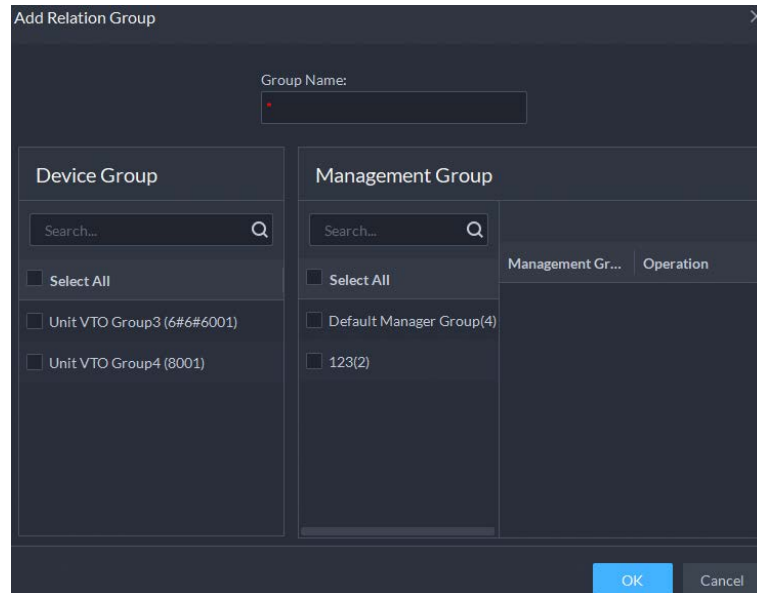 Add Relation Group
Group Name:
*
Device Group
Search...
Select All
Unit VTO Group3 (6#6#6001)
Unit VTO Group4 (8001)
Management Group
Search...
Select All
Default Manager Group(4)
123(2)
Management Gr... Operation
OK Cancel